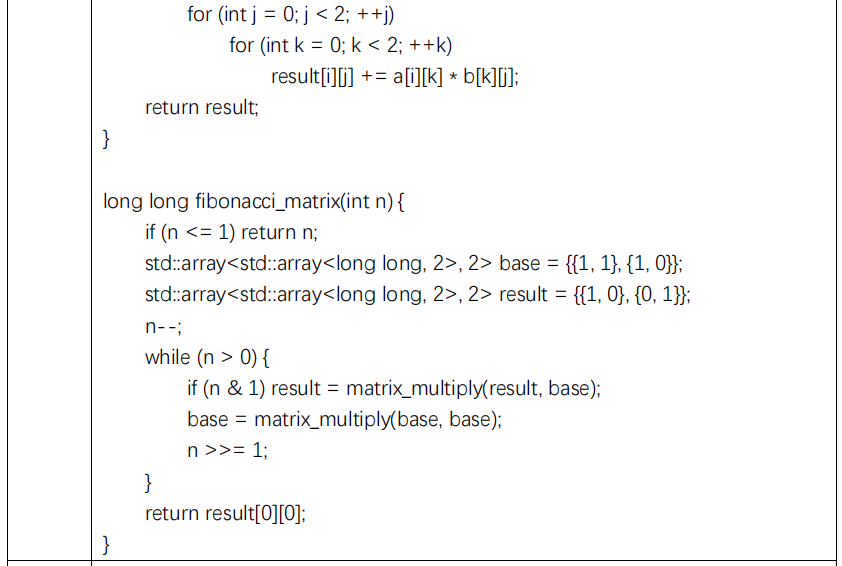 for (int j = 0; j < 2; ++j)
for (int k = 0; k < 2; ++k)
result[i][j] += a[i][k] * b[k][j];
return result;
}
long long fibonacci_matrix(int n) {
if (n <= 1) return n;
std::array<std::array<long long, 2>, 2> base = {{1, 1}, {1, 0}};
std::array<std::array<long long, 2>, 2> result = {{1, 0}, {0, 1}};
n--;
while (n > 0) {
if (n & 1) result = matrix_multiply(result, base);
base = matrix_multiply(base, base);
n >>= 1;
}
return result[0][0];
}